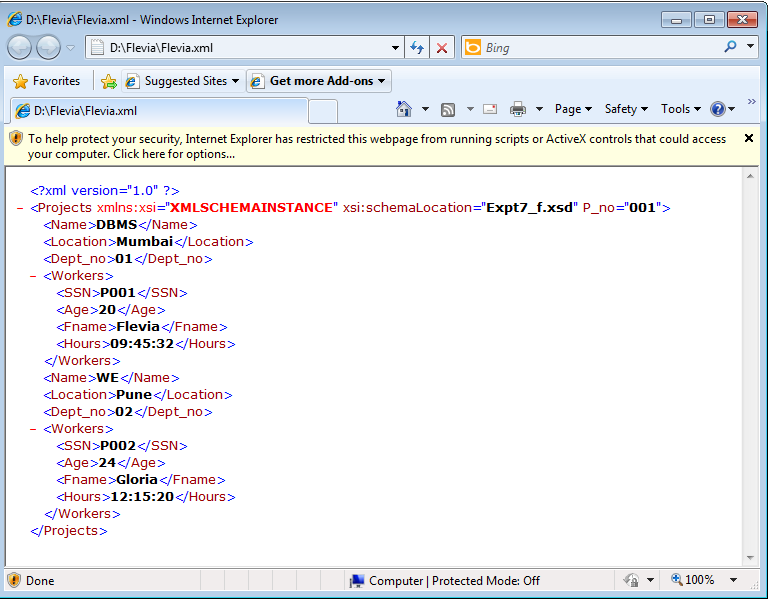 D:\Flevia\Flevia.xml - Windows Internet Explorer
D:\Flevia\Flevia.xml
Bing
Favorites
Suggested Sites
Get more Add-ons
D:\Flevia\Flevia.xml
Page
Safety
Tools
To help protect your security, Internet Explorer has restricted this webpage from running scripts or ActiveX controls that could access
your computer. Click here for options...
<?xml version="1.0" ?>
- <Projects xmlns:xsi="XMLSCHEMAINSTANCE" xsi:schemaLocation="Expt7_f.xsd" P_no="001">
<Name>DBMS</Name>
<Location>Mumbai</Location>
<Dept_no>01</Dept_no>
- <Workers>
<SSN>P001</SSN>
<Age>20</Age>
<Fname>Flevia</Fname>
<Hours>09:45:32</Hours>
</Workers>
<Name>WE</Name>
<Location>Pune</Location>
<Dept_no>02</Dept_no>
- <Workers>
<SSN>P002</SSN>
<Age>24</Age>
<Fname>Gloria</Fname>
<Hours>12:15:20</Hours>
</Workers>
</Projects>
Done
Computer | Protected Mode: Off
100%